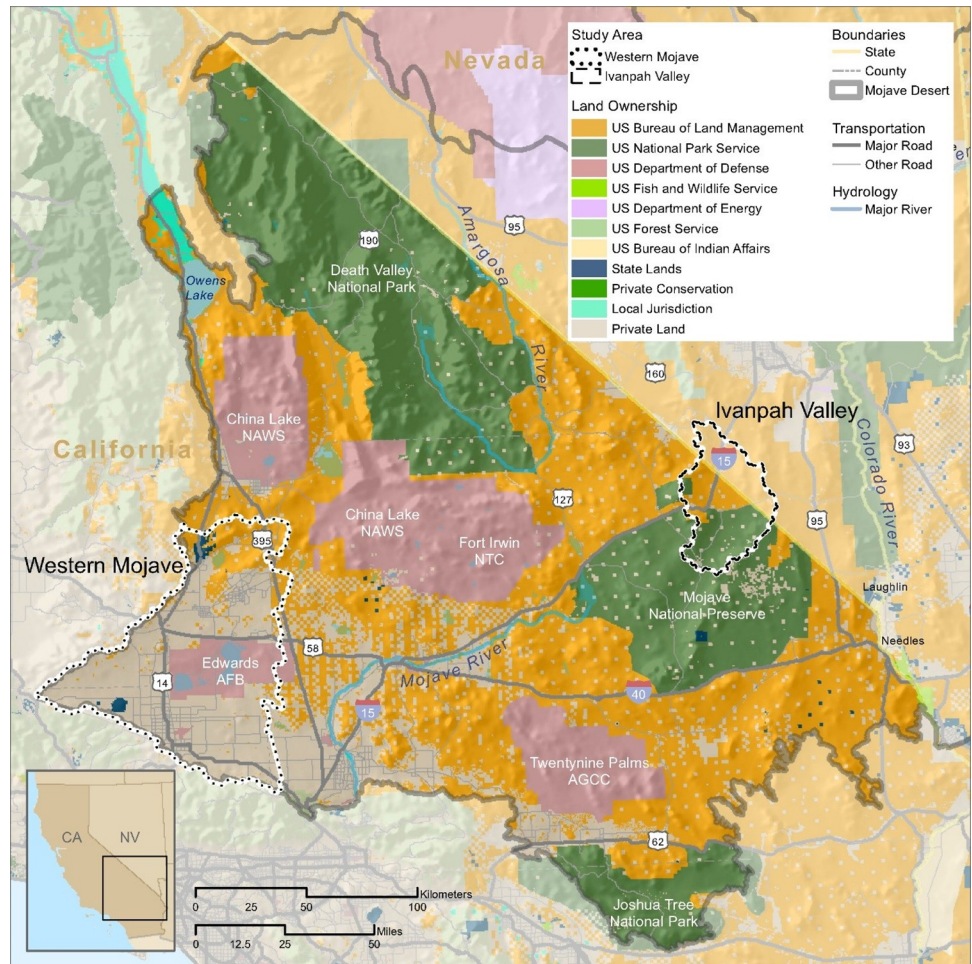 Nevada
Study Area
Western Mojave
Ivanpah Valley
Land Ownership
US Bureau of Land Management
US National Park Service
US Department of Defense
US Fish and Wildlife Service
US Department of Energy
US Forest Service
US Bureau of Indian Affairs
State Lands
Private Conservation
Local Jurisdiction
Private Land
Boundaries
State
County
Mojave Desert
Transportation
Major Road
Other Road
Hydrology
Major River
95
Amargosa
River
190
Death Valley
National Park
Owens
Lake
160
Ivanpah Valley
15
Colorado River
93
China Lake
NAWS
California
127
95
China Lake
NAWS
Fort Irwin
NTC
395
Western Mojave
Laughlin
Mojave
National Preserve
Needles
58
Mojave River
Edwards
AFB
14
15
40
Twentynine Palms
AGCC
62
Joshua Tree
National Park
CA
NV
Kilometers
0
25
50
100
Miles
0
12.5
25
50